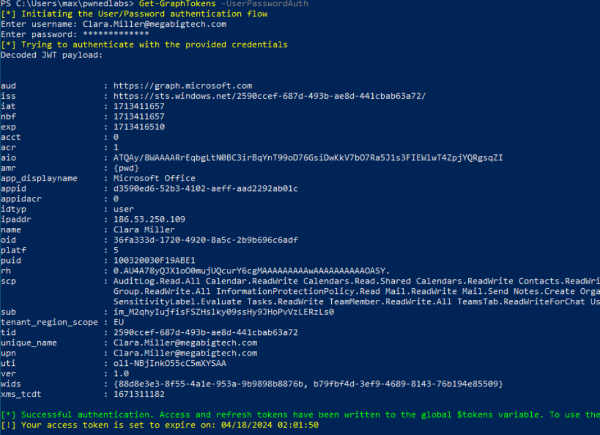 PS C:\Users\max\pwnedlabs> Get-GraphTokens -UserPasswordAuth
[*] Initiating the User/Password authentication flow
Enter username: Clara.Miller@megabigtech.com
Enter password: *************
[*] Trying to authenticate with the provided credentials
Decoded JWT payload:
aud : https://graph.microsoft.com
iss : https://sts.windows.net/2590ccef-687d-493b-ae8d-441cbab63a72/
iat : 1713411657
nbf : 1713411657
exp : 1713416510
acct : 0
acr : 1
aio : ATQAy/8WAAAARrEqbgLtN0BC3irBqYnT99oD76GsiDwKkV7bO7Ra5J1s3FIEWlwT4ZpjYQRgsqZI
amr : {pwd}
app_displayname : Microsoft Office
appid : d3590ed6-52b3-4102-aeff-aad2292ab01c
appidacr : 0
idtyp : user
ipaddr : 186.53.250.109
name : Clara Miller
oid : 36fa333d-1720-4920-8a5c-2b9b696c6adf
platf : 5
puid : 100320030F19ABE1
rh : 0.AU4A78yQJX1oO0mujUQcurY6cgMAAAAAAAAAwAAAAAAAAAAOASY.
scp : AuditLog.Read.All Calendar.ReadWrite Calendars.Read.Shared Calendars.ReadWrite Contacts.ReadWri
Group.ReadWrite.All InformationProtectionPolicy.Read Mail.ReadWrite Mail.Send Notes.Create Orga
SensitivityLabel.Evaluate Tasks.ReadWrite TeamMember.ReadWrite.All TeamsTab.ReadWriteForChat Us
sub : im_M2qhyIujfisFSZHslky09ssHy9JHoPvVzLERzLs0
tenant_region_scope : EU
tid : 2590ccef-687d-493b-ae8d-441cbab63a72
unique_name : Clara.Miller@megabigtech.com
upn : Clara.Miller@megabigtech.com
uti : ol1-NBjInkO55cC5mXYSAA
ver : 1.0
wids : {88d8e3e3-8f55-4a1e-953a-9b9898b8876b, b79fbf4d-3ef9-4689-8143-76b194e85509}
xms_tcdt : 1671311182
[*] Successful authentication. Access and refresh tokens have been written to the global $tokens variable. To use the
[!] Your access token is set to expire on: 04/18/2024 02:01:50